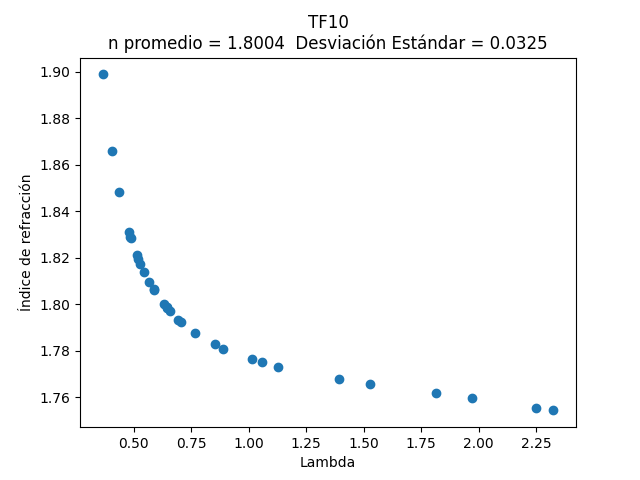 TF10
n promedio = 1.8004  Desviación Estándar = 0.0325
1.90
1.88
1.86
1.84
1.82
1.80
1.78
1.76
Índice de refracción
0.50 0.75 1.00 1.25 1.50 1.75 2.00 2.25
Lambda